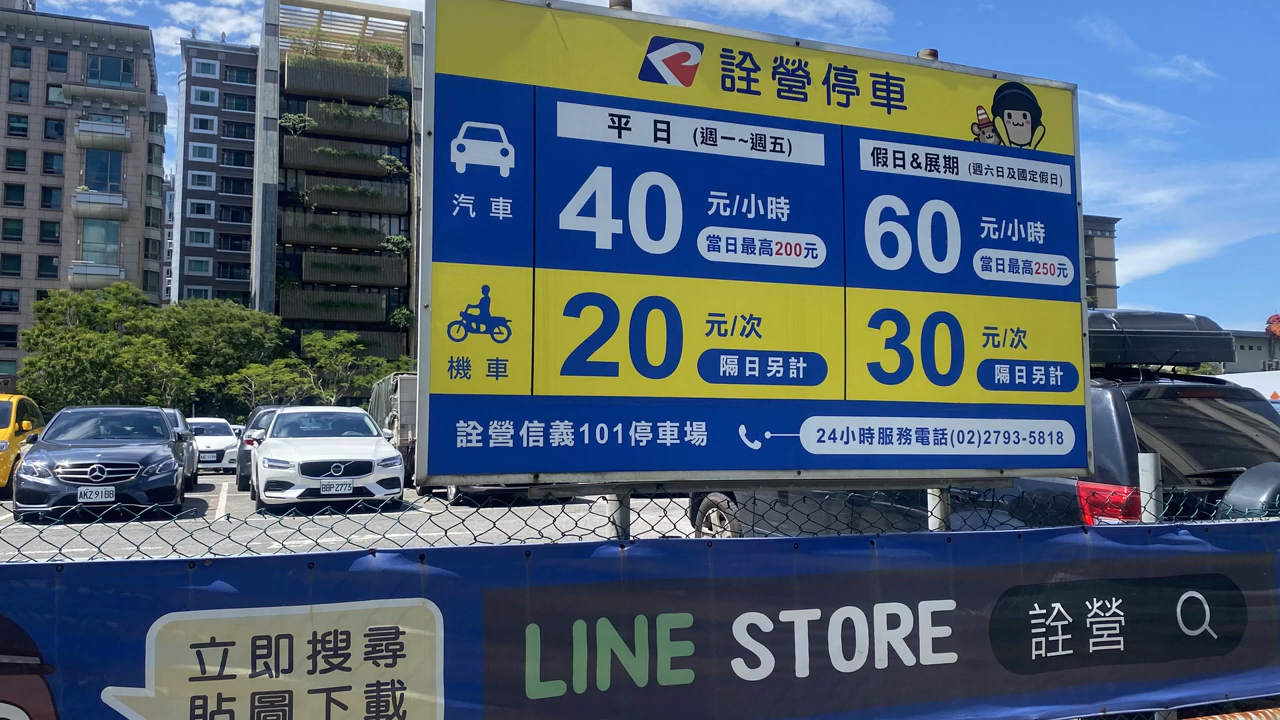 詮營停車
汽車
平日 (週一~週五)
40 元/小時
當日最高200元
假日&展期 (週六日及國定假日)
60 元/小時
當日最高250元
機車
20 元/次
隔日另計
30 元/次
隔日另計
詮營信義101停車場
24小時服務電話(02)2793-5818
AKZ 9188
BBP 2773
立即搜尋
貼圖下載
LINE STORE
詮營